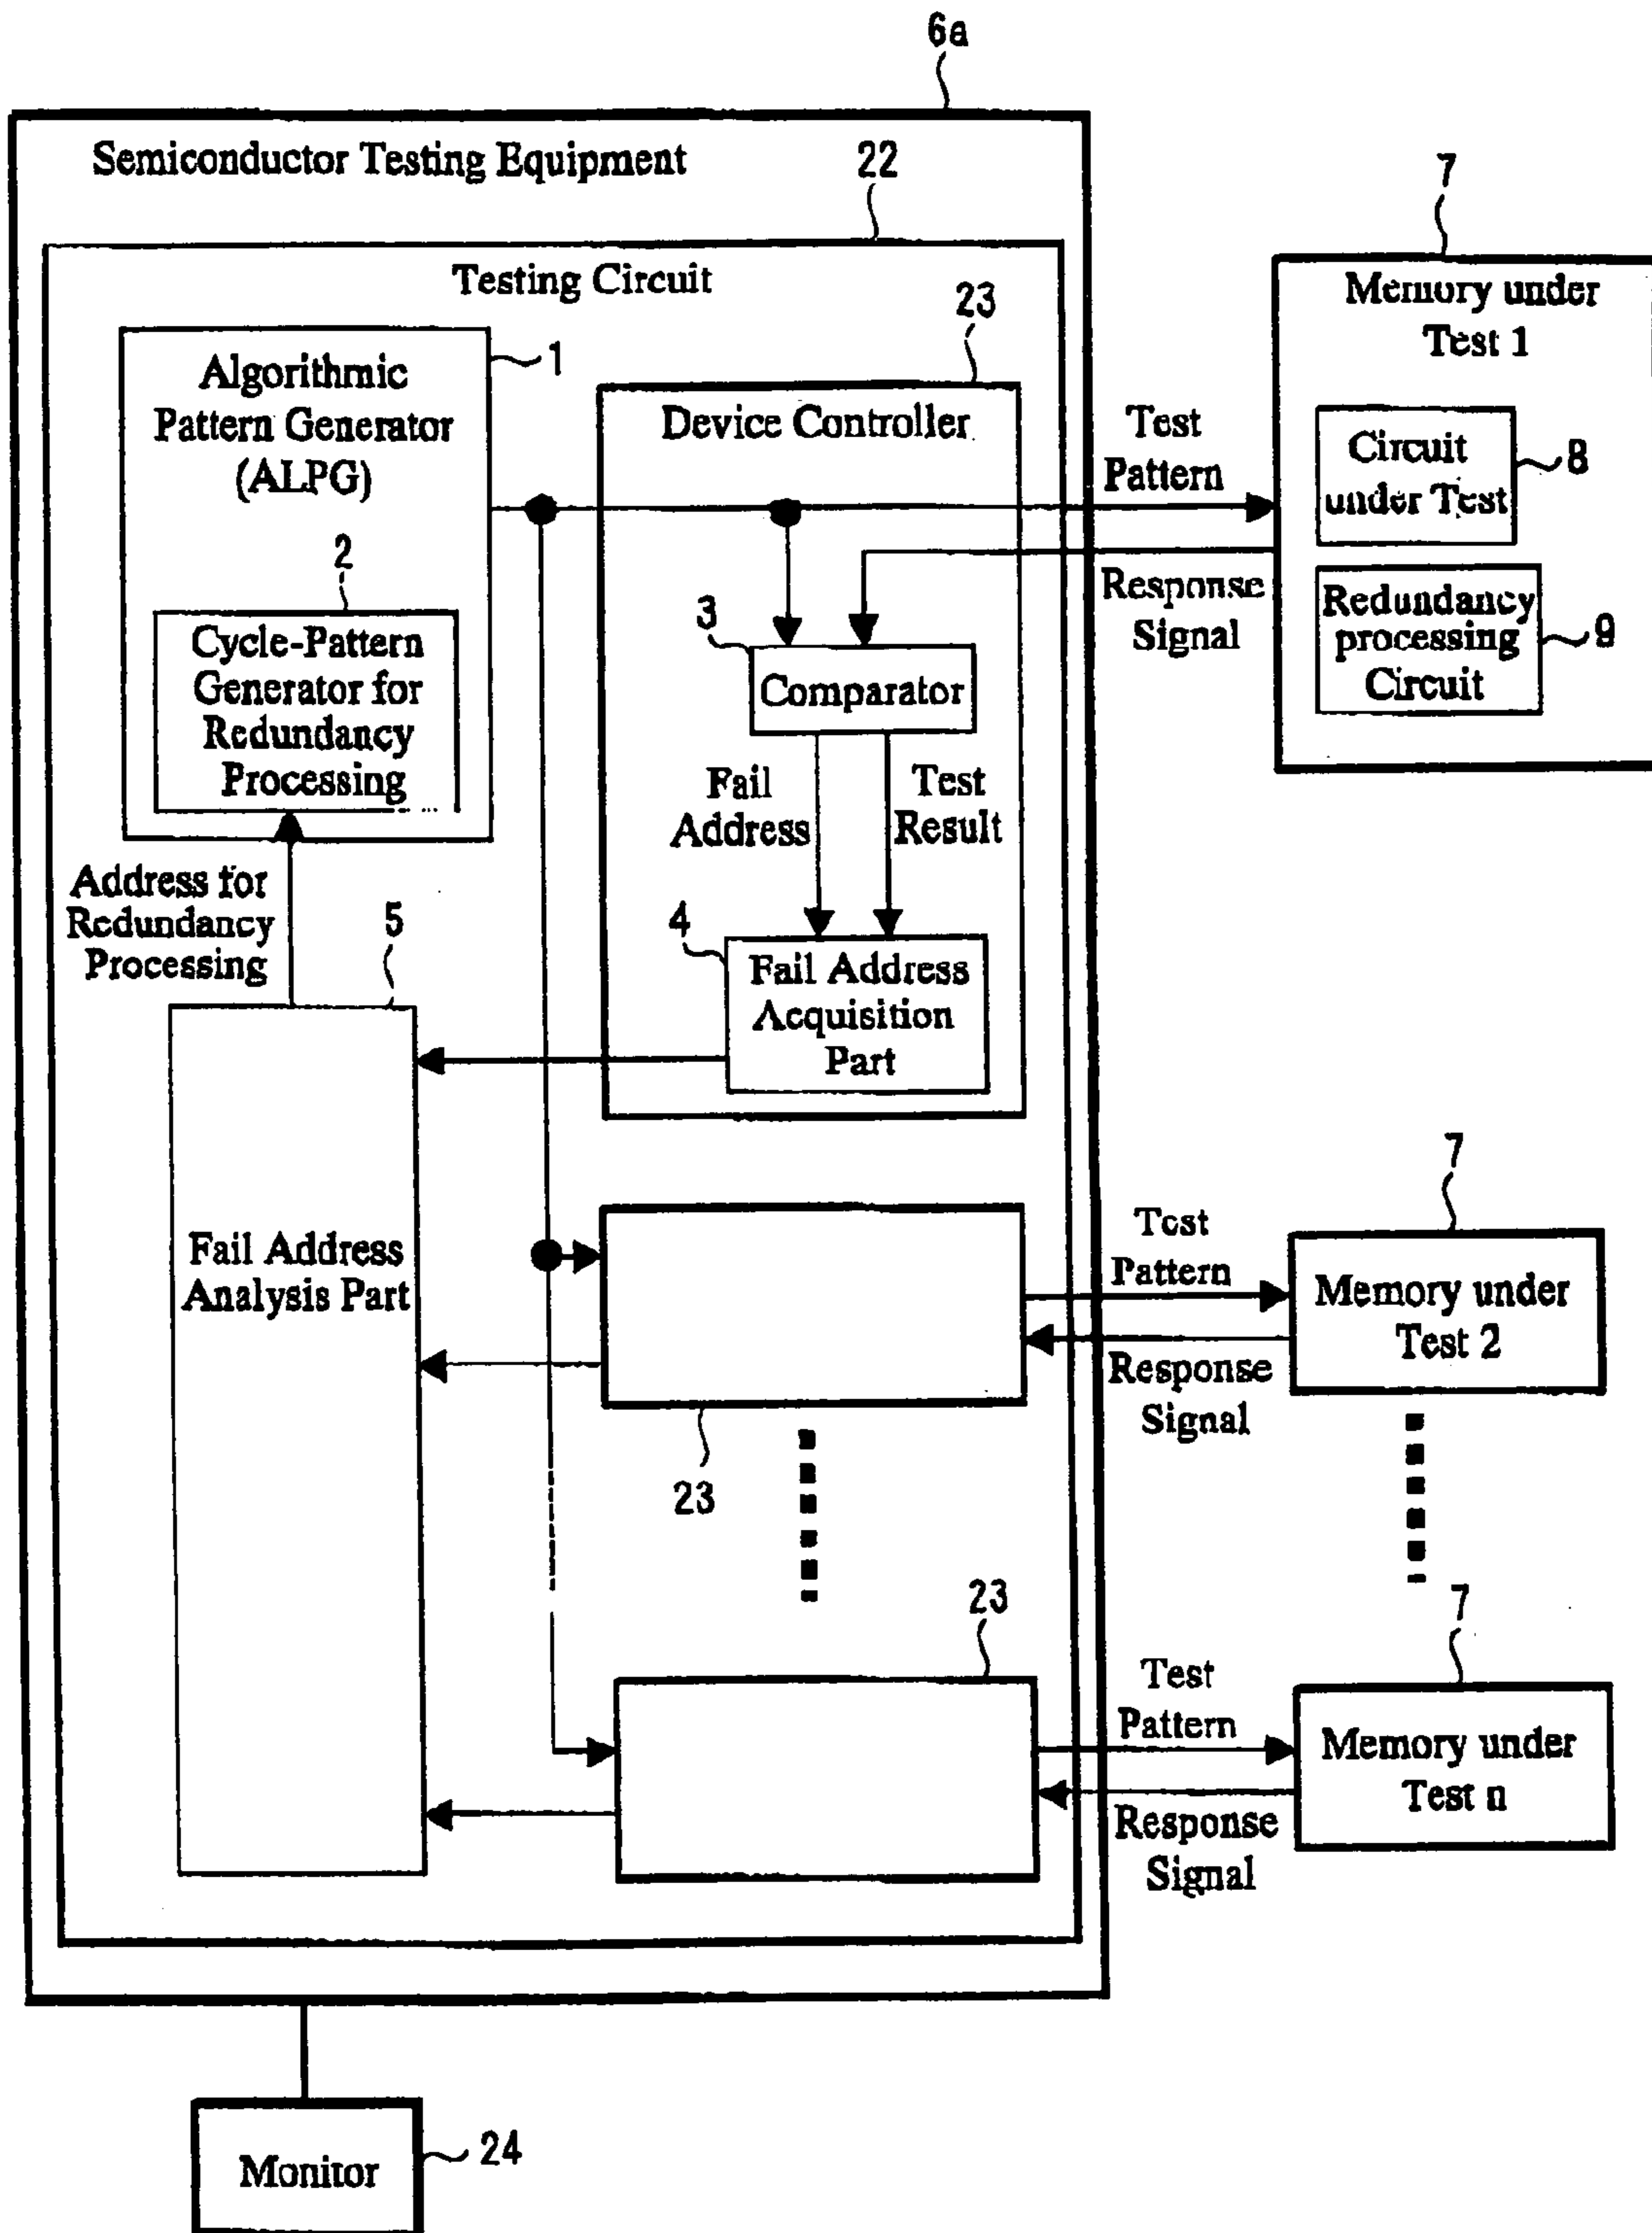 6a
Semiconductor Testing Equipment
22
Testing Circuit
1
Algorithmic
Pattern Generator
(ALPG)
2
Cycle-Pattern
Generator for
Redundancy
Processing
Address for
Redundancy
Processing
5
Fail Address
Analysis Part
23
Device Controller
3
Comparator
Fail
Address
Test
Result
4
Fail Address
Acquisition
Part
Test
Pattern
Response
Signal
7
Memory under
Test 1
Circuit
under Test
8
Redundancy
processing
Circuit
9
23
Test
Pattern
Response
Signal
7
Memory under
Test 2
23
Test
Pattern
Response
Signal
7
Memory under
Test n
Monitor
24